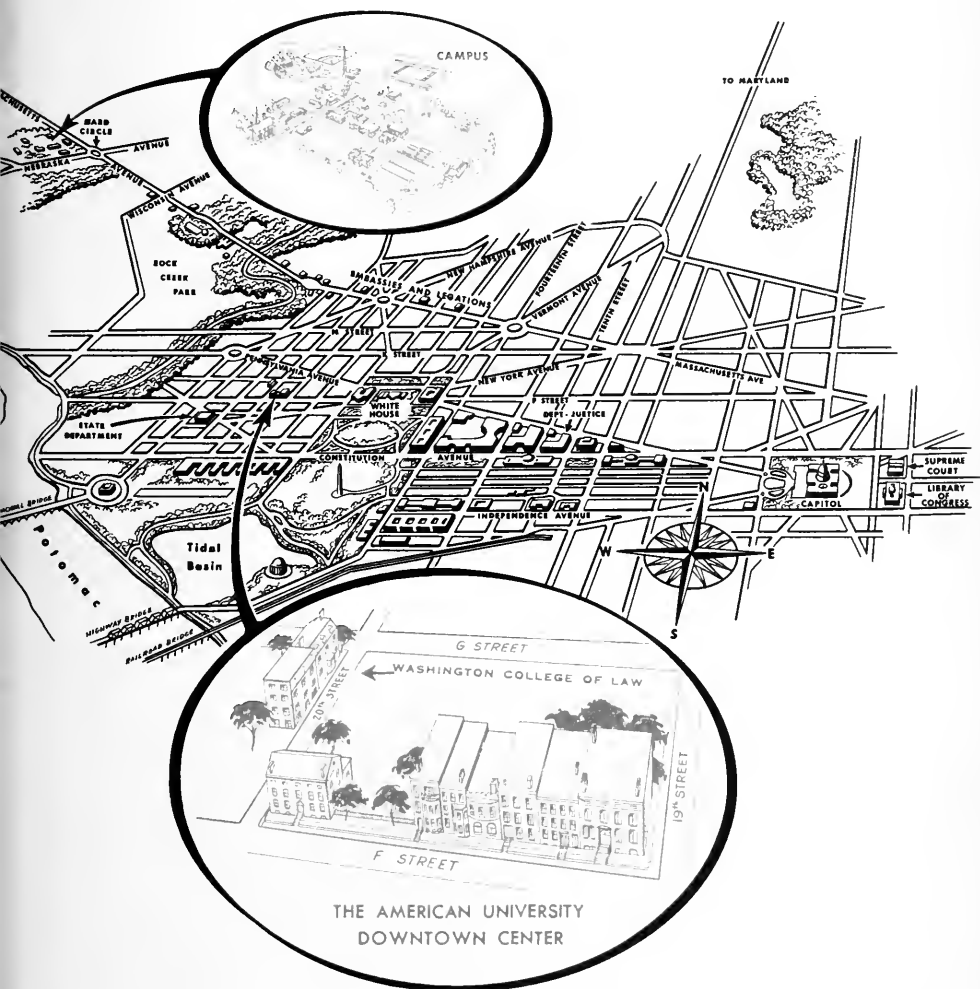 CAMPUS
TO MARYLAND
WARD
CIRCLE
NEBRASKA AVENUE
AVENUE
WISCONSIN AVENUE
ROCK
CREEK
PARK
NEW HAMPSHIRE AVENUE
FOURTEENTH STREET
EMBASSIES AND LEGATIONS
VERMONT AVENUE
TENTH STREET
M STREET
K STREET
PENNSYLVANIA AVENUE
NEW YORK AVENUE
MASSACHUSETTS AVE
F STREET
WHITE
HOUSE
DEPT - JUSTICE
STATE
DEPARTMENT
CONSTITUTION AVENUE
SUPREME
COURT
LIBRARY
OF
CONGRESS
CAPITOL
INDEPENDENCE AVENUE
N
W E
S
BRIDGE
Potomac
Tidal
Basin
HIGHWAY BRIDGE
RAILROAD BRIDGE
G STREET
WASHINGTON COLLEGE OF LAW
20th STREET
19th STREET
F STREET
THE AMERICAN UNIVERSITY
DOWNTOWN CENTER